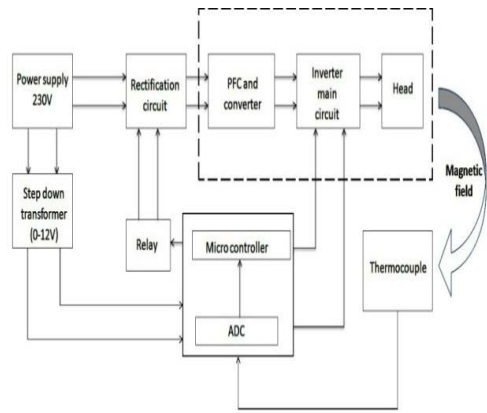 Power supply
230V
Rectification
circuit
PFC and
converter
Inverter
main
circuit
Head
Magnetic
field
Step down
transformer
(0-12V)
Relay
Micro controller
ADC
Thermocouple